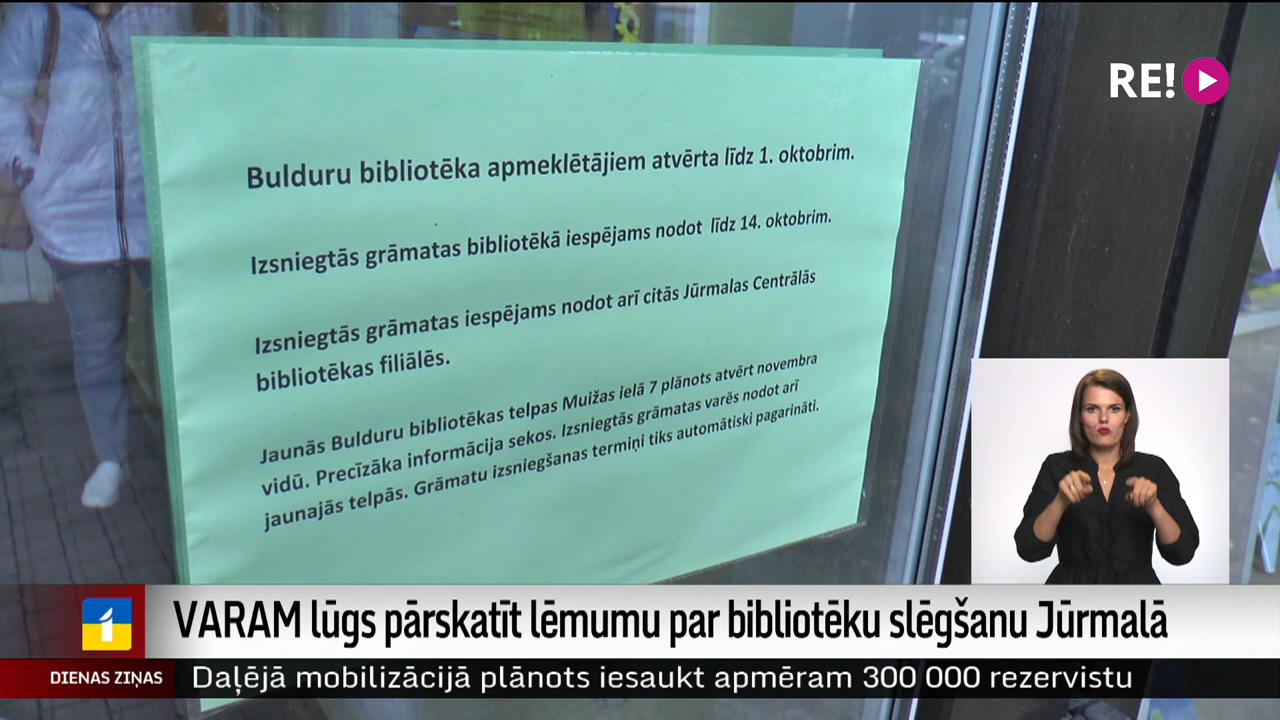 RE!
Bulduru bibliotēka apmeklētājiem atvērta līdz 1. oktobrim.
Izsniegtās grāmatas bibliotēkā iespējams nodot līdz 14. oktobrim.
Izsniegtās grāmatas iespējams nodot arī citās Jūrmalas Centrālās
bibliotēkas filiālēs.
Jaunās Bulduru bibliotēkas telpas Muižas ielā 7 plānots atvērt novembra
vidū. Precīzāka informācija sekos. Izsniegtās grāmatas varēs nodot arī
jaunajās telpās. Grāmatu izsniegšanas termiņi tiks automātiski pagarināti.
1
VARAM lūgs pārskatīt lēmumu par bibliotēku slēgšanu Jūrmalā
DIENAS ZIŅAS
Daļējā mobilizācijā plānots iesaukt apmēram 300 000 rezervistu